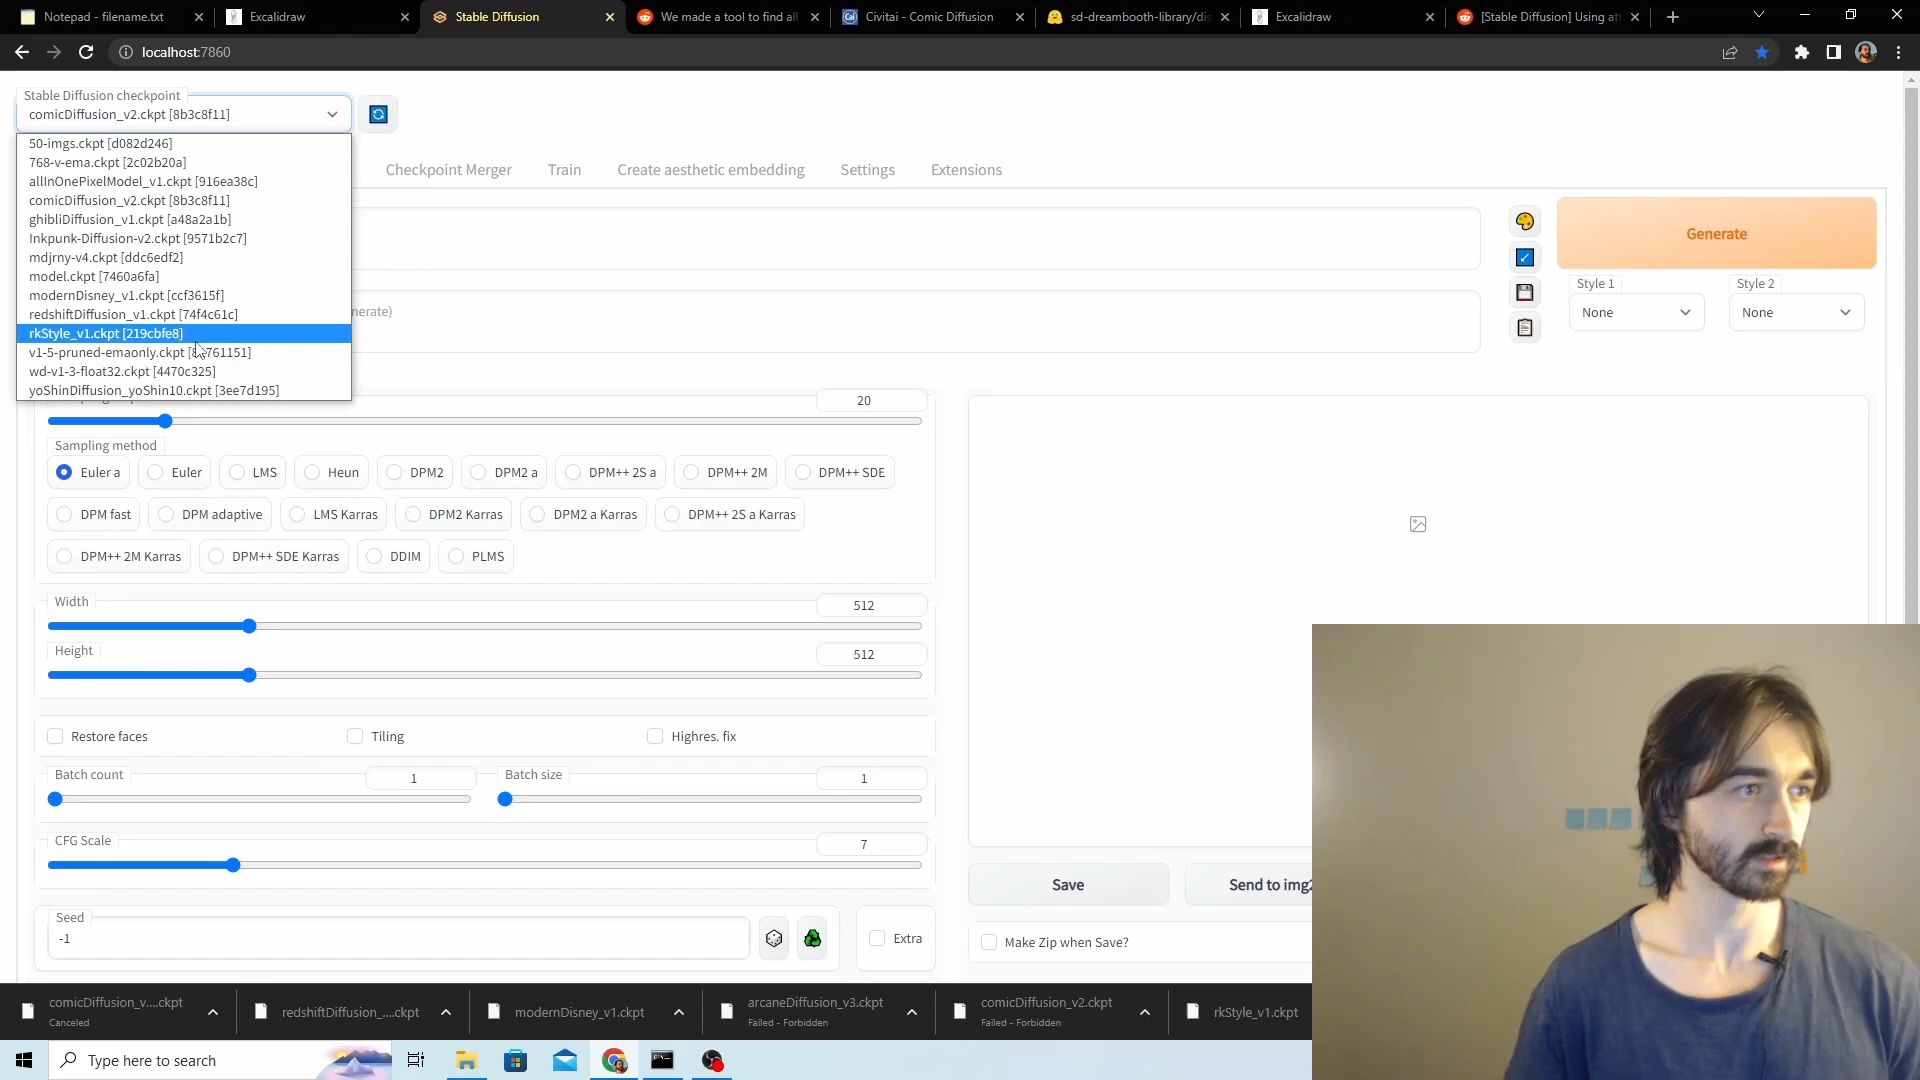 Notepad - filename.txt
Excalidraw
Stable Diffusion
We made a tool to find all
Civitai - Comic Diffusion
sd-dreambooth-library/dis
Excalidraw
[Stable Diffusion] Using at
localhost:7860
Stable Diffusion checkpoint
comicDiffusion_v2.ckpt [8b3c8f11]
50-imgs.ckpt [d082d246]
768-v-ema.ckpt [2c02b20a]
allInOnePixelModel_v1.ckpt [916ea38c]
comicDiffusion_v2.ckpt [8b3c8f11]
ghibliDiffusion_v1.ckpt [a48a2a1b]
Inkpunk-Diffusion-v2.ckpt [9571b2c7]
mdjrny-v4.ckpt [ddc6edf2]
model.ckpt [7460a6fa]
modernDisney_v1.ckpt [ccf3615f]
redshiftDiffusion_v1.ckpt [74f4c61c]
rkStyle_v1.ckpt [219cbfe8]
v1-5-pruned-emaonly.ckpt 761151]
wd-v1-3-float32.ckpt [4470c325]
yoShinDiffusion_yoShin10.ckpt [3ee7d195]
Checkpoint Merger
Train
Create aesthetic embedding
Settings
Extensions
nerate)
Generate
Style 1
Style 2
None
None
20
Sampling method
Euler a
Euler
LMS
Heun
DPM2
DPM2 a
DPM++ 2S a
DPM++ 2M
DPM++ SDE
DPM fast
DPM adaptive
LMS Karras
DPM2 Karras
DPM2 a Karras
DPM++ 2S a Karras
DPM++ 2M Karras
DPM++ SDE Karras
DDIM
PLMS
Width
512
Height
512
Restore faces
Tiling
Highres. fix
Batch count
1
Batch size
1
CFG Scale
7
Seed
-1
Extra
Save
Send to img2
Make Zip when Save?
comicDiffusion_v....ckpt
Canceled
redshiftDiffusion_....ckpt
modernDisney_v1.ckpt
arcaneDiffusion_v3.ckpt
Failed - Forbidden
comicDiffusion_v2.ckpt
Failed - Forbidden
rkStyle_v1.ckpt
Type here to search